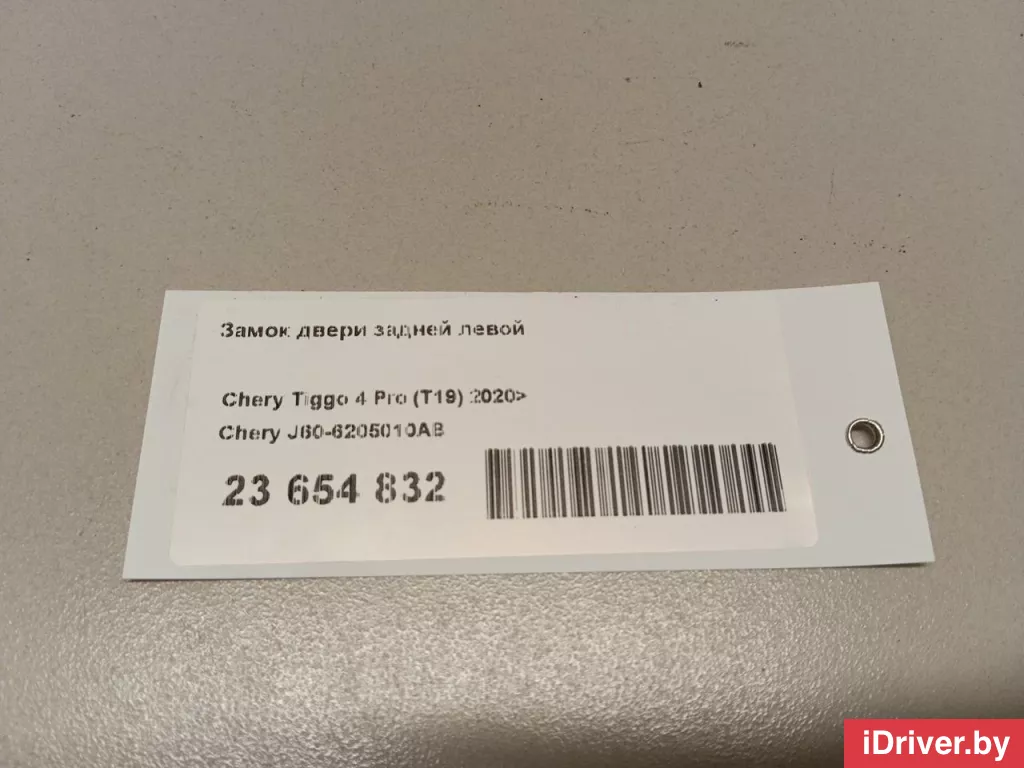 Замок двери задней левой
Chery Tiggo 4 Pro (T19) 2020>
Chery J60-6205010AB
23 654 832
iDriver.by